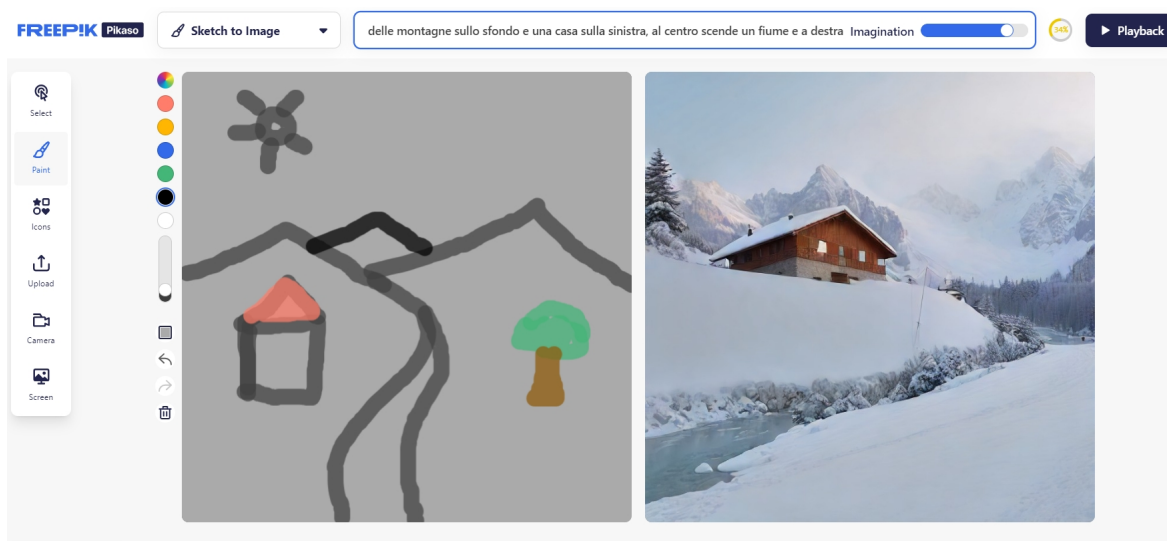 FREEPIK Pikaso
Sketch to Image
delle montagne sullo sfondo e una casa sulla sinistra, al centro scende un fiume e a destra
Imagination
34%
Playback
Select
Paint
Icons
Upload
Camera
Screen